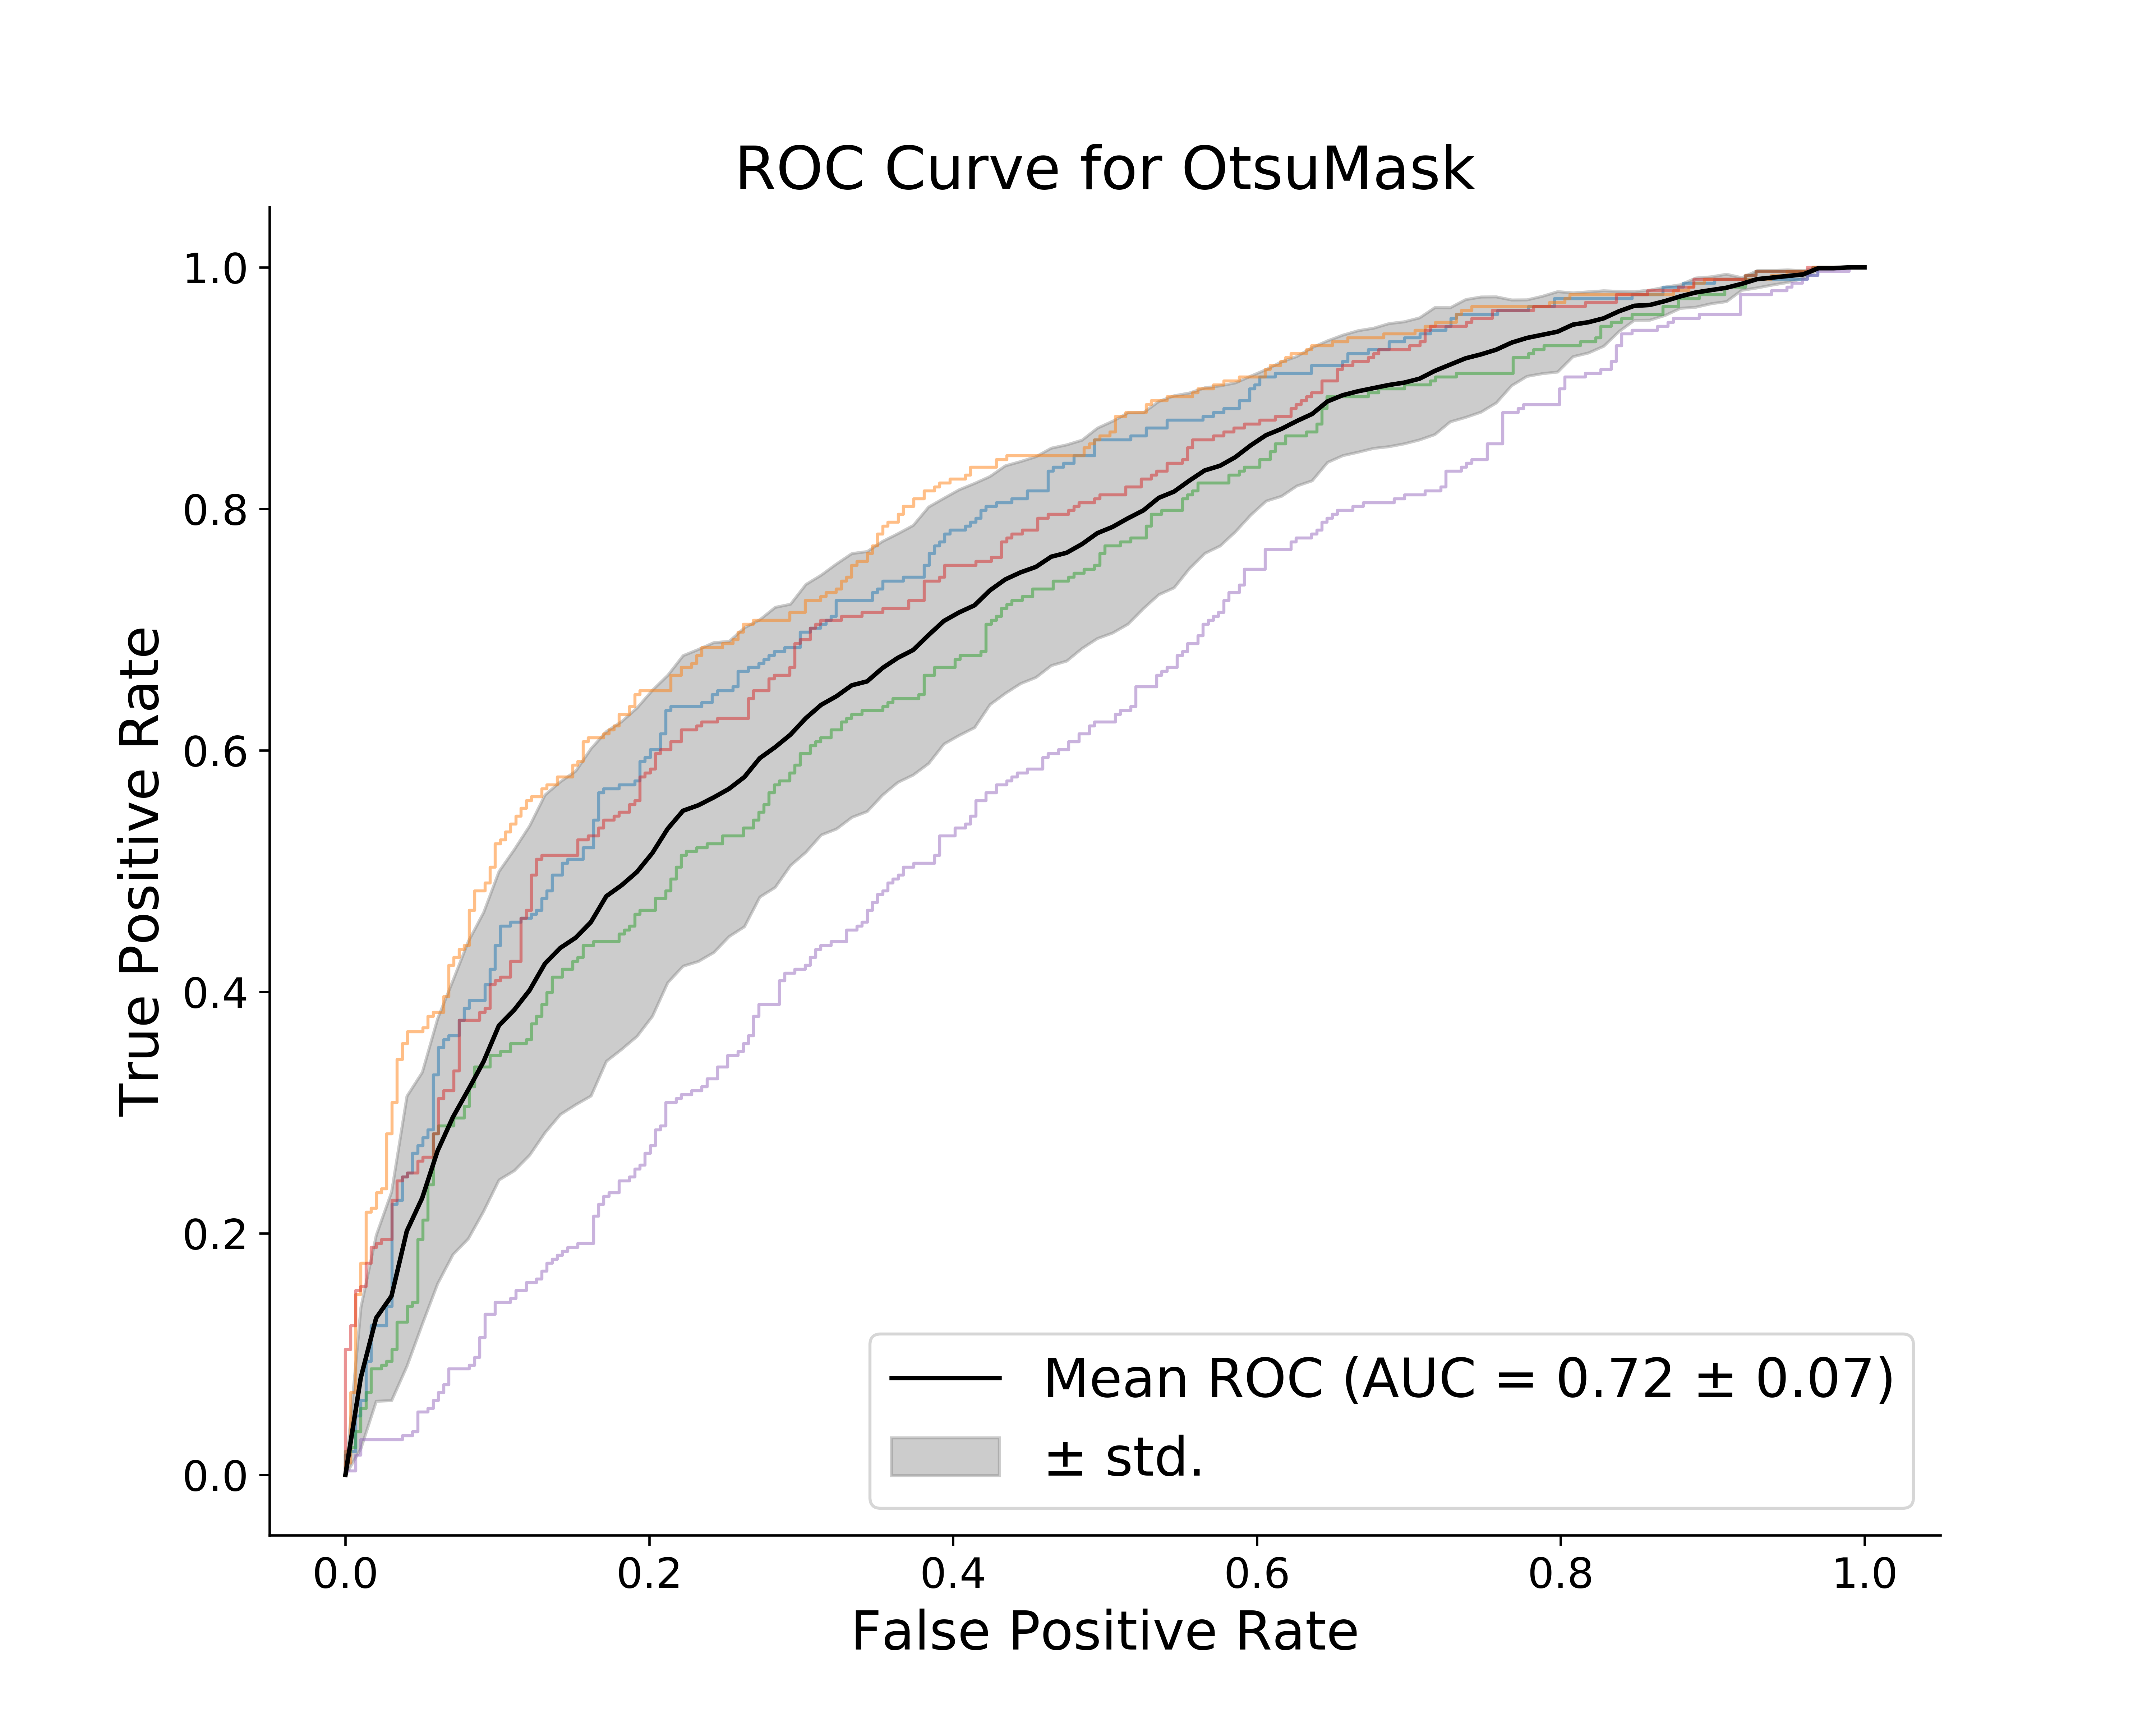 ROC Curve for OtsuMask
True Positive Rate
1.0
0.8
0.6
0.4
0.2
0.0
Mean ROC (AUC = 0.72 ± 0.07)
± std.
0.0 0.2 0.4 0.6 0.8 1.0
False Positive Rate